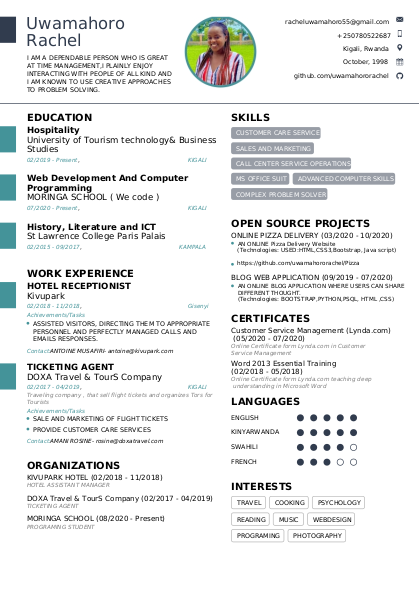 Uwamahoro
Rachel
I AM A DEPENDABLE PERSON WHO IS GREAT
AT TIME MANAGEMENT,I PLAINLY ENJOY
INTERACTING WITH PEOPLE OF ALL KIND AND
I AM KNOWN TO USE CREATIVE APPROACHES
TO PROBLEM SOLVING.
racheluwamahoro55@gmail.com
+250780522687
Kigali, Rwanda
October, 1998
github.com/uwamahororachel
EDUCATION
Hospitality
University of Tourism technology& Business
Studies
02/2019 - Present, KIGALI
Web Development And Computer
Programming
MORINGA SCHOOL ( We code )
07/2020 - Present, KIGALI
History, Literature and ICT
St Lawrence College Paris Palais
02/2015 - 09/2017, KAMPALA
WORK EXPERIENCE
HOTEL RECEPTIONIST
Kivupark
02/2018 - 11/2018, Gisenyi
Achievements/Tasks
ASSISTED VISITORS, DIRECTING THEM TO APPROPRIATE
PERSONNEL AND PERFECTLY MANAGED CALLS AND
EMAILS RESPONSES.
Contact: ANTOINE MUSAFIRI- antoine@kivupark.com
TICKETING AGENT
DOXA Travel & TourS Company
02/2017 - 04/2019, KIGALI
Traveling company , that sell flight tickets and organizes Tors for
Tourists
Achievements/Tasks
SALE AND MARKETING OF FLIGHT TICKETS
PROVIDE CUSTOMER CARE SERVICES
Contact: AMAN ROSINE- rosine@doxatravel.com
ORGANIZATIONS
KIVUPARK HOTEL (02/2018 - 11/2018)
HOTEL ASSISTANT MANAGER
DOXA Travel & TourS Company (02/2017 - 04/2019)
TICKETING AGENT
MORINGA SCHOOL (08/2020 - Present)
PROGRAMING STUDENT
SKILLS
CUSTOMER CARE SERVICE
SALES AND MARKETING
CALL CENTER SERVICE OPERATIONS
MS OFFICE SUIT ADVANCED COMPUTER SKILLS
COMPLEX PROBLEM SOLVER
OPEN SOURCE PROJECTS
ONLINE PIZZA DELIVERY (03/2020 - 10/2020)
AN ONLINE Pizza Delivery Website
(Technologies: USED:HTML,CSS3,Bootstrap, Java script)
https://github.com/uwamahororachel/Pizza
BLOG WEB APPLICATION (09/2019 - 07/2020)
AN ONLINE BLOG APPLICATION WHERE USERS CAN SHARE
DIFFERENT THOUGHT.
(Technologies: BOOTSTRAP,PYTHON,PSQL, HTML ,CSS)
CERTIFICATES
Customer Service Management (Lynda.com)
(05/2020 - 07/2020)
Online Certificate form Lynda.com in Customer
Service Management
Word 2013 Essential Training
(02/2018 - 05/2018)
Online Certificate form Lynda.com teaching deep
understanding in Microsoft Word
LANGUAGES
ENGLISH
KINYARWANDA
SWAHILI
FRENCH
INTERESTS
TRAVEL COOKING PSYCHOLOGY
READING MUSIC WEBDESIGN
PROGRAMING PHOTOGRAPHY